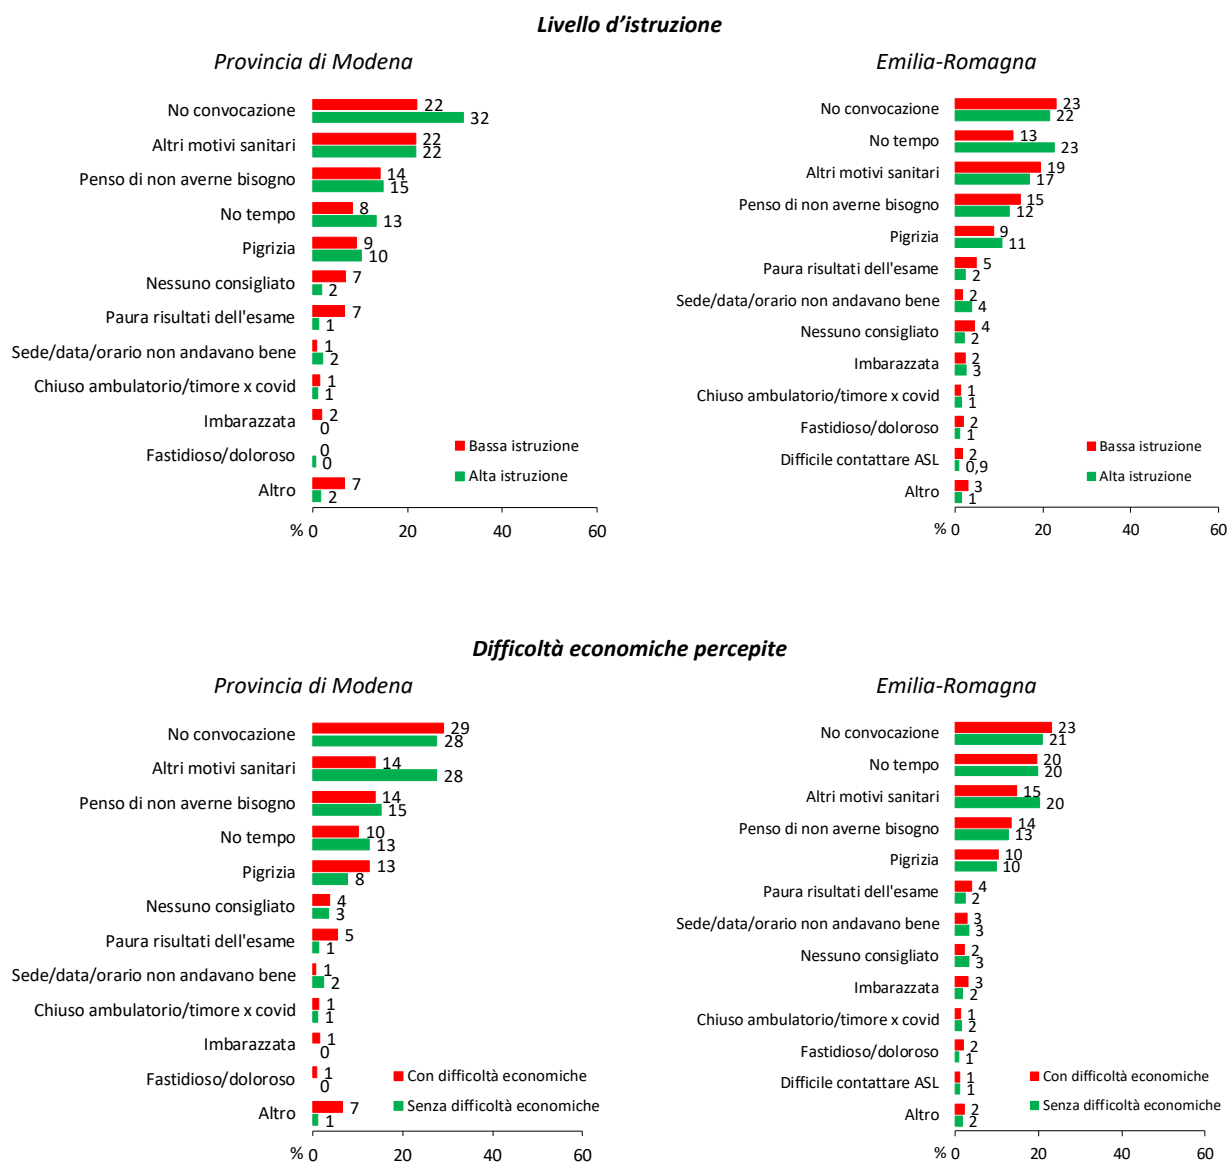 Livello d’istruzione
Provincia di Modena
No convocazione 22 32
Altri motivi sanitari 22 22
Penso di non averne bisogno 14 15
No tempo 8 13
Pigrizia 9 10
Nessuno consigliato 7 2
Paura risultati dell'esame 7 1
Sede/data/orario non andavano bene 1 2
Chiuso ambulatorio/timore x covid 1 1
Imbarazzata 2 0
Fastidioso/doloroso 0 0
Altro 7 2
Bassa istruzione
Alta istruzione
% 0 20 40 60
Emilia-Romagna
No convocazione 23 22
No tempo 13 23
Altri motivi sanitari 19 17
Penso di non averne bisogno 15 12
Pigrizia 9 11
Paura risultati dell'esame 5 2
Sede/data/orario non andavano bene 2 4
Nessuno consigliato 4 2
Imbarazzata 2 3
Chiuso ambulatorio/timore x covid 1 1
Fastidioso/doloroso 2 1
Difficile contattare ASL 2 0,9
Altro 3 1
Bassa istruzione
Alta istruzione
% 0 20 40 60
Difficoltà economiche percepite
Provincia di Modena
No convocazione 29 28
Altri motivi sanitari 14 28
Penso di non averne bisogno 14 15
No tempo 10 13
Pigrizia 13 8
Nessuno consigliato 4 3
Paura risultati dell'esame 5 1
Sede/data/orario non andavano bene 1 2
Chiuso ambulatorio/timore x covid 1 1
Imbarazzata 1 0
Fastidioso/doloroso 1 0
Altro 7 1
Con difficoltà economiche
Senza difficoltà economiche
% 0 20 40 60
Emilia-Romagna
No convocazione 23 21
No tempo 20 20
Altri motivi sanitari 15 20
Penso di non averne bisogno 14 13
Pigrizia 10 10
Paura risultati dell'esame 4 2
Sede/data/orario non andavano bene 3 3
Nessuno consigliato 2 3
Imbarazzata 3 2
Chiuso ambulatorio/timore x covid 1 2
Fastidioso/doloroso 2 1
Difficile contattare ASL 1 1
Altro 2 2
Con difficoltà economiche
Senza difficoltà economiche
% 0 20 40 60